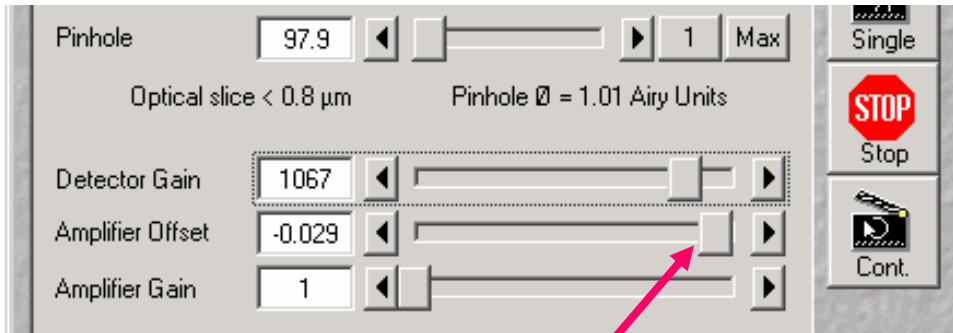 Pinhole 97.9 1 Max
Single
Optical slice < 0.8 µm Pinhole Ø = 1.01 Airy Units
STOP
Stop
Detector Gain 1067
Amplifier Offset -0.029
Cont.
Amplifier Gain 1